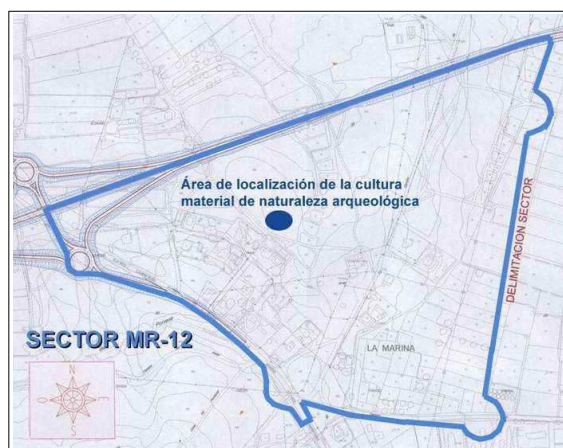 Área de localización de la cultura
material de naturaleza arqueológica
DELIMITACION SECTOR
SECTOR MR-12
LA MARINA
N
O
E
S